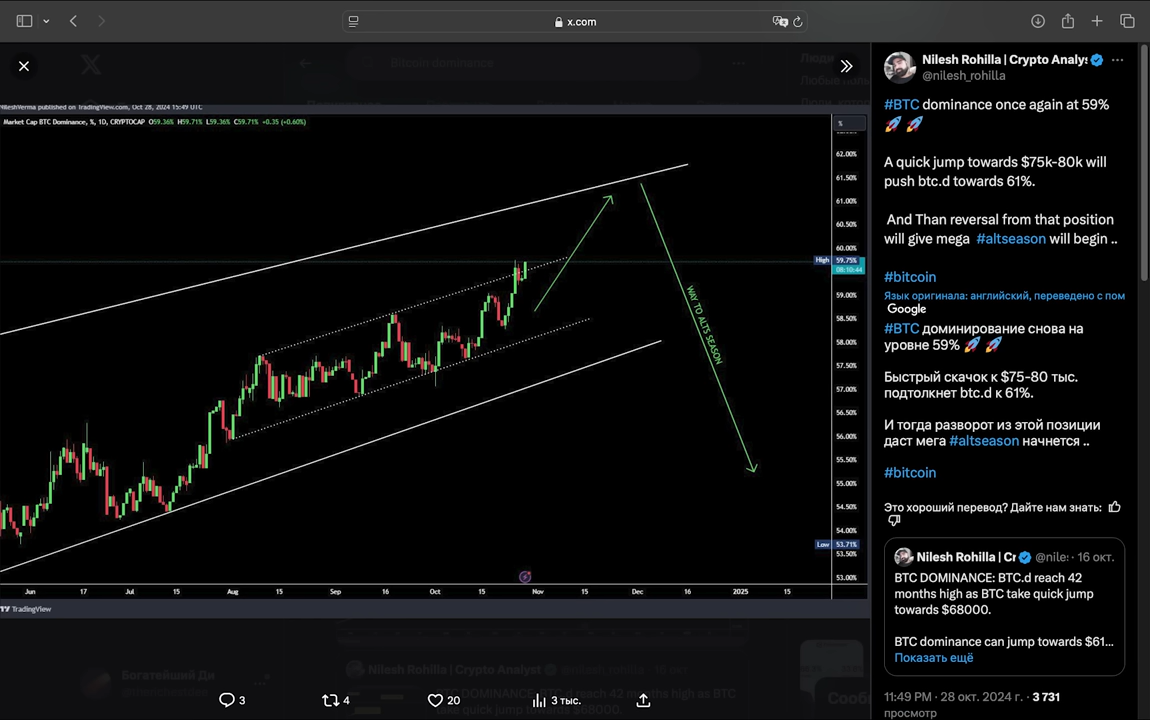 x.com
NileshVerma published on TradingView.com, Oct 28, 2024 15:49 UTC
Market Cap BTC Dominance, %, 1D, CRYPTOCAP O59.36% H59.71% L59.36% C59.71% +0.35 (+0.60%)
%
62.00%
61.50%
61.00%
60.50%
60.00%
High 59.75%
08:10:44
59.00%
58.50%
58.00%
57.50%
57.00%
56.50%
56.00%
55.50%
55.00%
54.50%
54.00%
Low 53.71%
53.50%
53.00%
WAY TO ALTS SEASON
Jun 17 Jul 15 Aug 15 Sep 16 Oct 15 Nov 15 Dec 16 2025 15
TradingView
3 4 20 3 тыс.
Nilesh Rohilla | Crypto Analys
@nilesh_rohilla
#BTC dominance once again at 59%
🚀 🚀
A quick jump towards $75k-80k will
push btc.d towards 61%.
And Than reversal from that position
will give mega #altseason will begin ..
#bitcoin
Язык оригинала: английский, переведено с пом
Google
#BTC доминирование снова на
уровне 59% 🚀 🚀
Быстрый скачок к $75-80 тыс.
подтолкнет btc.d к 61%.
И тогда разворот из этой позиции
даст мега #altseason начнется ..
#bitcoin
Это хороший перевод? Дайте нам знать:
Nilesh Rohilla | Cr @nile: · 16 окт.
BTC DOMINANCE: BTC.d reach 42
months high as BTC take quick jump
towards $68000.
BTC dominance can jump towards $61...
Показать ещё
11:49 PM · 28 окт. 2024 г. · 3 731
просмотр